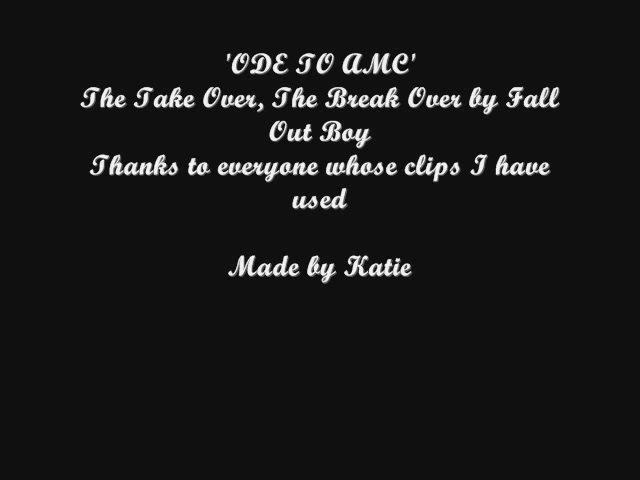 'ODE TO AMC'
The Take Over, The Break Over by Fall
Out Boy
Thanks to everyone whose clips I have
used
Made by Katie